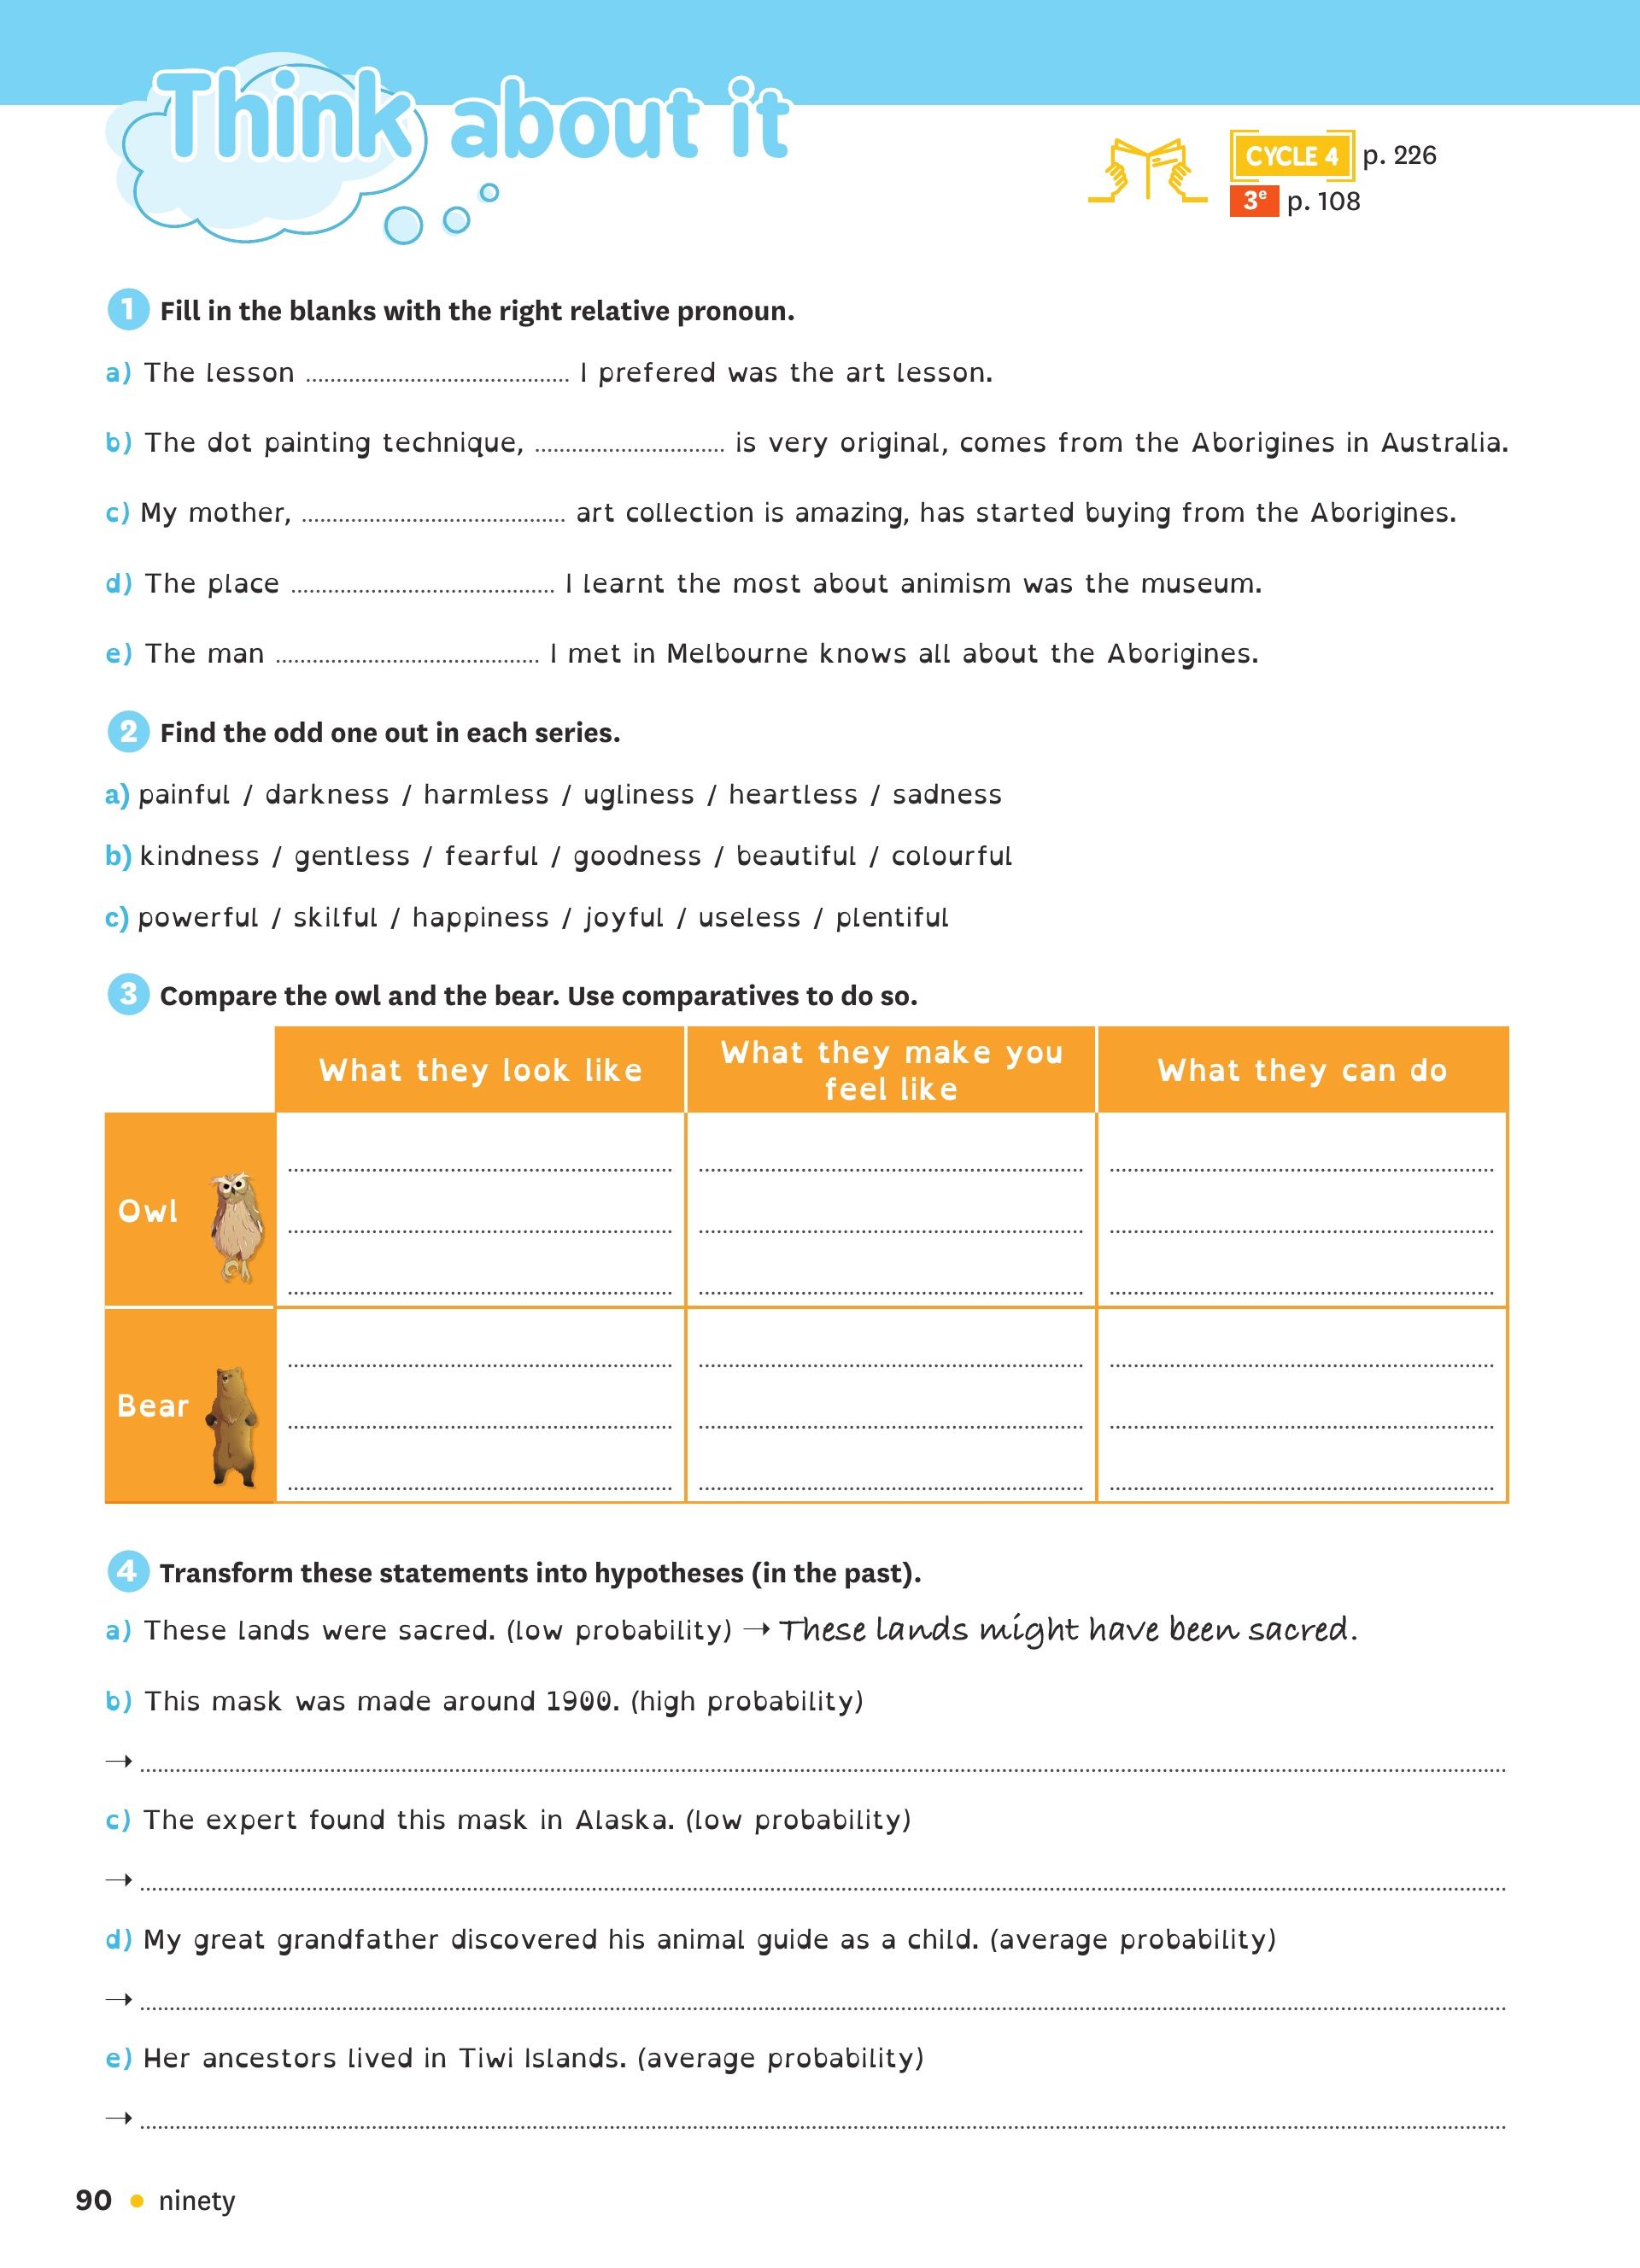 Think about it
CYCLE 4 p. 226
3e p. 108
1 Fill in the blanks with the right relative pronoun.
a) The lesson ........................................ I prefered was the art lesson.
b) The dot painting technique, ............................. is very original, comes from the Aborigines in Australia.
c) My mother, ........................................ art collection is amazing, has started buying from the Aborigines.
d) The place ........................................ I learnt the most about animism was the museum.
e) The man ........................................ I met in Melbourne knows all about the Aborigines.
2 Find the odd one out in each series.
a) painful / darkness / harmless / ugliness / heartless / sadness
b) kindness / gentless / fearful / goodness / beautiful / colourful
c) powerful / skilful / happiness / joyful / useless / plentiful
3 Compare the owl and the bear. Use comparatives to do so.
What they look like
What they make you
feel like
What they can do
Owl
Bear
4 Transform these statements into hypotheses (in the past).
a) These lands were sacred. (low probability) → These lands might have been sacred.
b) This mask was made around 1900. (high probability)
→
c) The expert found this mask in Alaska. (low probability)
→
d) My great grandfather discovered his animal guide as a child. (average probability)
→
e) Her ancestors lived in Tiwi Islands. (average probability)
→
90 • ninety